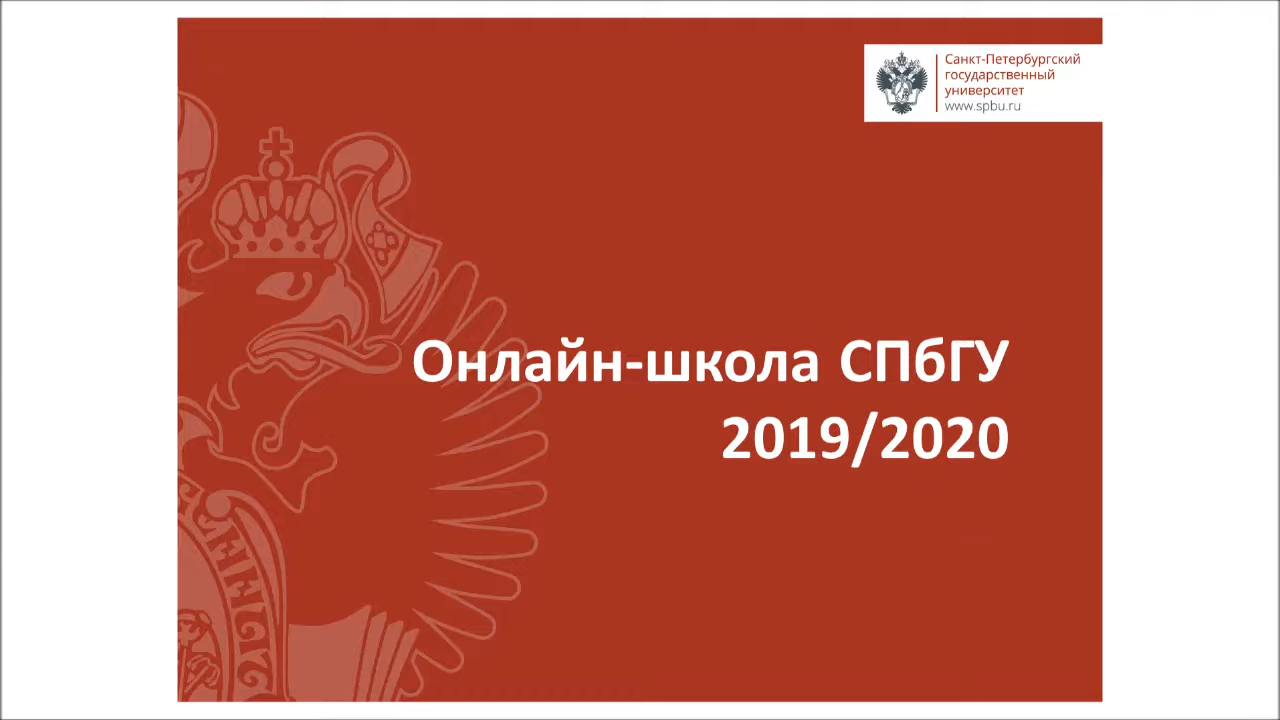 Санкт-Петербургский
государственный
университет
www.spbu.ru
Онлайн-школа СПбГУ
2019/2020